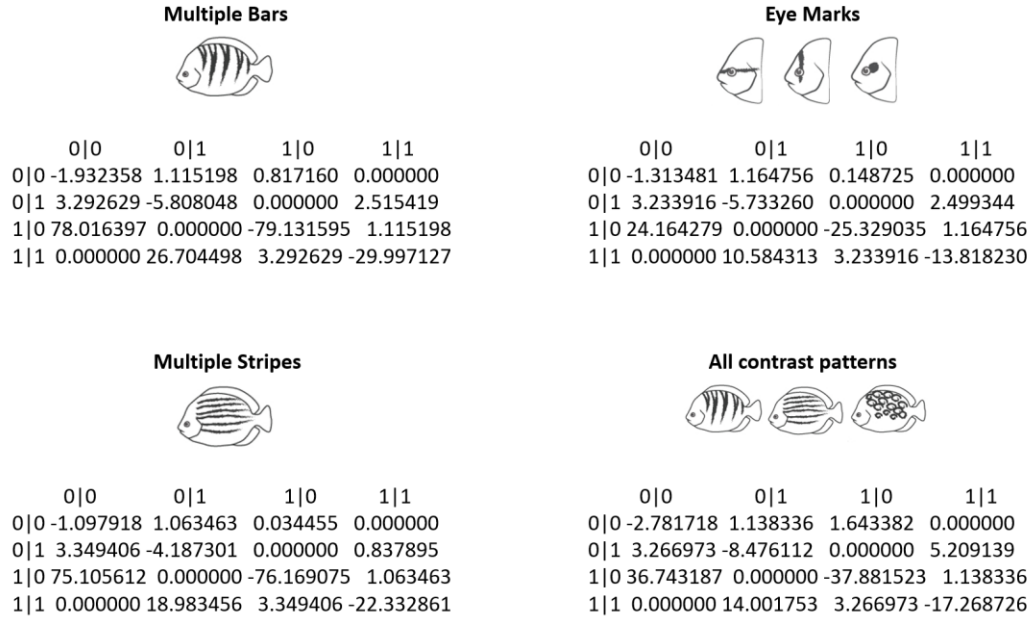 Multiple Bars
0|0 0|1 1|0 1|1
0|0 -1.932358 1.115198 0.817160 0.000000
0|1 3.292629 -5.808048 0.000000 2.515419
1|0 78.016397 0.000000 -79.131595 1.115198
1|1 0.000000 26.704498 3.292629 -29.997127
Eye Marks
0|0 0|1 1|0 1|1
0|0 -1.313481 1.164756 0.148725 0.000000
0|1 3.233916 -5.733260 0.000000 2.499344
1|0 24.164279 0.000000 -25.329035 1.164756
1|1 0.000000 10.584313 3.233916 -13.818230
Multiple Stripes
0|0 0|1 1|0 1|1
0|0 -1.097918 1.063463 0.034455 0.000000
0|1 3.349406 -4.187301 0.000000 0.837895
1|0 75.105612 0.000000 -76.169075 1.063463
1|1 0.000000 18.983456 3.349406 -22.332861
All contrast patterns
0|0 0|1 1|0 1|1
0|0 -2.781718 1.138336 1.643382 0.000000
0|1 3.266973 -8.476112 0.000000 5.209139
1|0 36.743187 0.000000 -37.881523 1.138336
1|1 0.000000 14.001753 3.266973 -17.268726